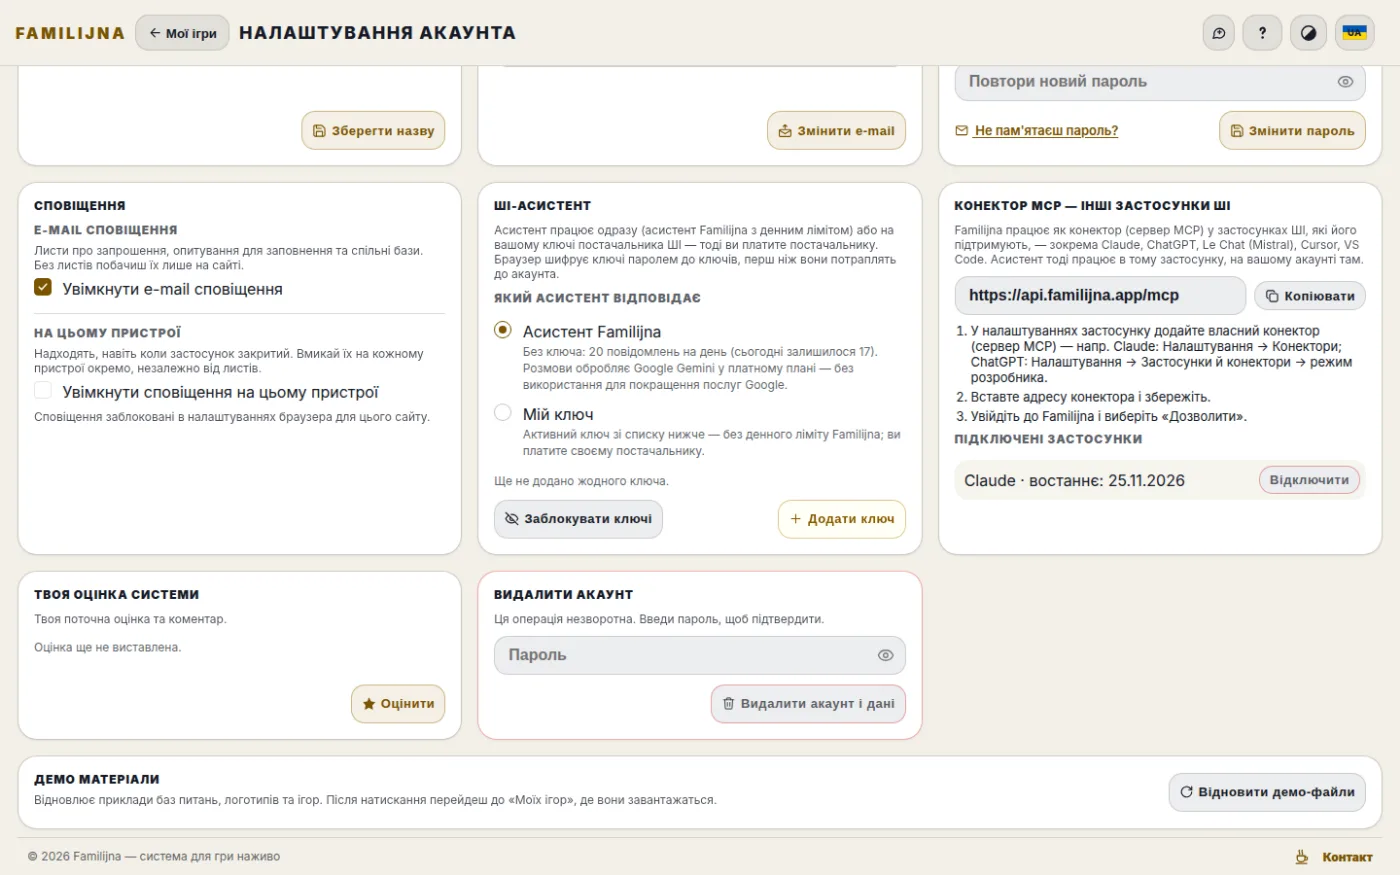 FAMILIJNA
← Мої ігри
НАЛАШТУВАННЯ АКАУНТА
?
UA
Зберегти назву
Змінити e-mail
Повтори новий пароль
Не пам'ятаєш пароль?
Змінити пароль
СПОВІЩЕННЯ
E-MAIL СПОВІЩЕННЯ
Листи про запрошення, опитування для заповнення та спільні бази.
Без листів побачиш їх лише на сайті.
Увімкнути e-mail сповіщення
НА ЦЬОМУ ПРИСТРОЇ
Надходять, навіть коли застосунок закритий. Вмикай їх на кожному
пристрої окремо, незалежно від листів.
Увімкнути сповіщення на цьому пристрої
Сповіщення заблоковані в налаштуваннях браузера для цього сайту.
ШІ-АСИСТЕНТ
Асистент працює одразу (асистент Familijna з денним лімітом) або на
вашому ключі постачальника ШІ — тоді ви платите постачальнику.
Браузер шифрує ключі паролем до ключів, перш ніж вони потраплять
до акаунта.
ЯКИЙ АСИСТЕНТ ВІДПОВІДАЄ
Асистент Familijna
Без ключа: 20 повідомлень на день (сьогодні залишилося 17).
Розмови обробляє Google Gemini у платному плані — без
використання для покращення послуг Google.
Мій ключ
Активний ключ зі списку нижче — без денного ліміту Familijna; ви
платите своєму постачальнику.
Ще не додано жодного ключа.
Заблокувати ключі
+ Додати ключ
КОНЕКТОР MCP — ІНШІ ЗАСТОСУНКИ ШІ
Familijna працює як конектор (сервер MCP) у застосунках ШІ, які його
підтримують, — зокрема Claude, ChatGPT, Le Chat (Mistral), Cursor, VS
Code. Асистент тоді працює в тому застосунку, на вашому акаунті там.
https://api.familijna.app/mcp
Копіювати
1. У налаштуваннях застосунку додайте власний конектор
(сервер MCP) — напр. Claude: Налаштування → Конектори;
ChatGPT: Налаштування → Застосунки й конектори → режим
розробника.
2. Вставте адресу конектора і збережіть.
3. Увійдіть до Familijna і виберіть «Дозволити».
ПІДКЛЮЧЕНІ ЗАСТОСУНКИ
Claude · востаннє: 25.11.2026
Відключити
ТВОЯ ОЦІНКА СИСТЕМИ
Твоя поточна оцінка та коментар.
Оцінка ще не виставлена.
Оцінити
ВИДАЛИТИ АКАУНТ
Ця операція незворотна. Введи пароль, щоб підтвердити.
Пароль
Видалити акаунт і дані
ДЕМО МАТЕРІАЛИ
Відновлює приклади баз питань, логотипів та ігор. Після натискання перейдеш до «Моїх ігор», де вони завантажаться.
Відновити демо-файли
© 2026 Familijna — система для гри наживо
Контакт